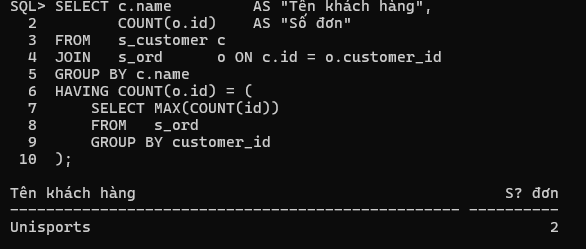 SQL> SELECT c.name         AS "Tên khách hàng",
  2         COUNT(o.id)    AS "Số đơn"
  3  FROM   s_customer c
  4  JOIN   s_ord      o ON c.id = o.customer_id
  5  GROUP BY c.name
  6  HAVING COUNT(o.id) = (
  7      SELECT MAX(COUNT(id))
  8      FROM   s_ord
  9      GROUP BY customer_id
 10  );
Tên khách hàng                                         S? đơn
-------------------------------------------------- ----------
Unisports                                                   2